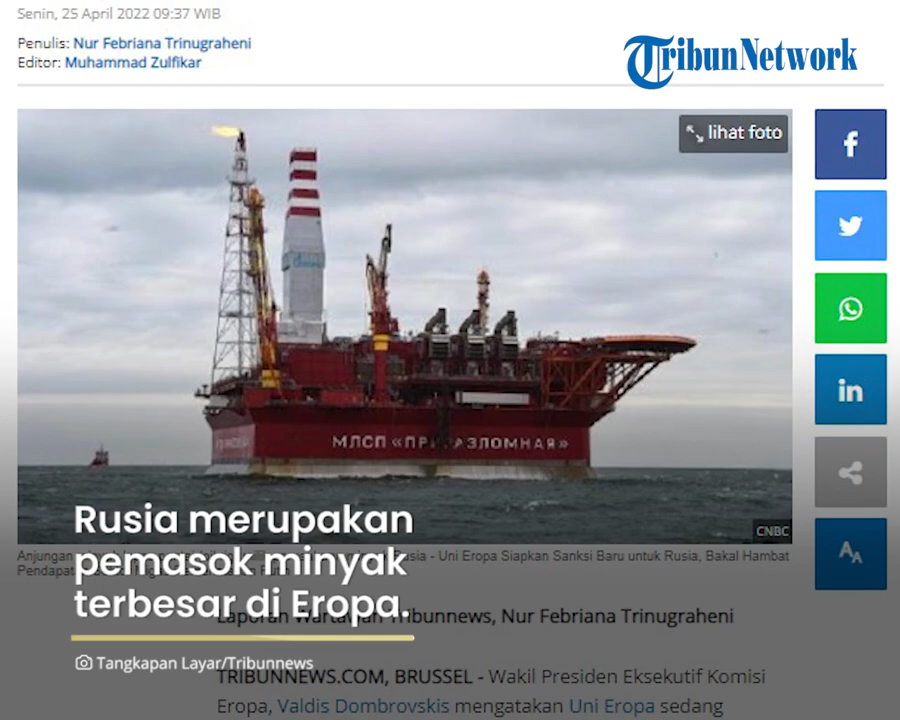 Senin, 25 April 2022 09:37 WIB
Penulis: Nur Febriana Trinugraheni
Editor: Muhammad Zulfikar
TribunNetwork
lihat foto
МЛСП «ПРИРАЗЛОМНАЯ»
CNBC
Anjungan Rusia - Uni Eropa Siapkan Sanksi Baru untuk Rusia, Bakal Hambat
Pendapat
Rusia merupakan
pemasok minyak
terbesar di Eropa.
Laporan Wartawan Tribunnews, Nur Febriana Trinugraheni
Tangkapan Layar/Tribunnews
TRIBUNNEWS.COM, BRUSSEL - Wakil Presiden Eksekutif Komisi
Eropa, Valdis Dombrovskis mengatakan Uni Eropa sedang